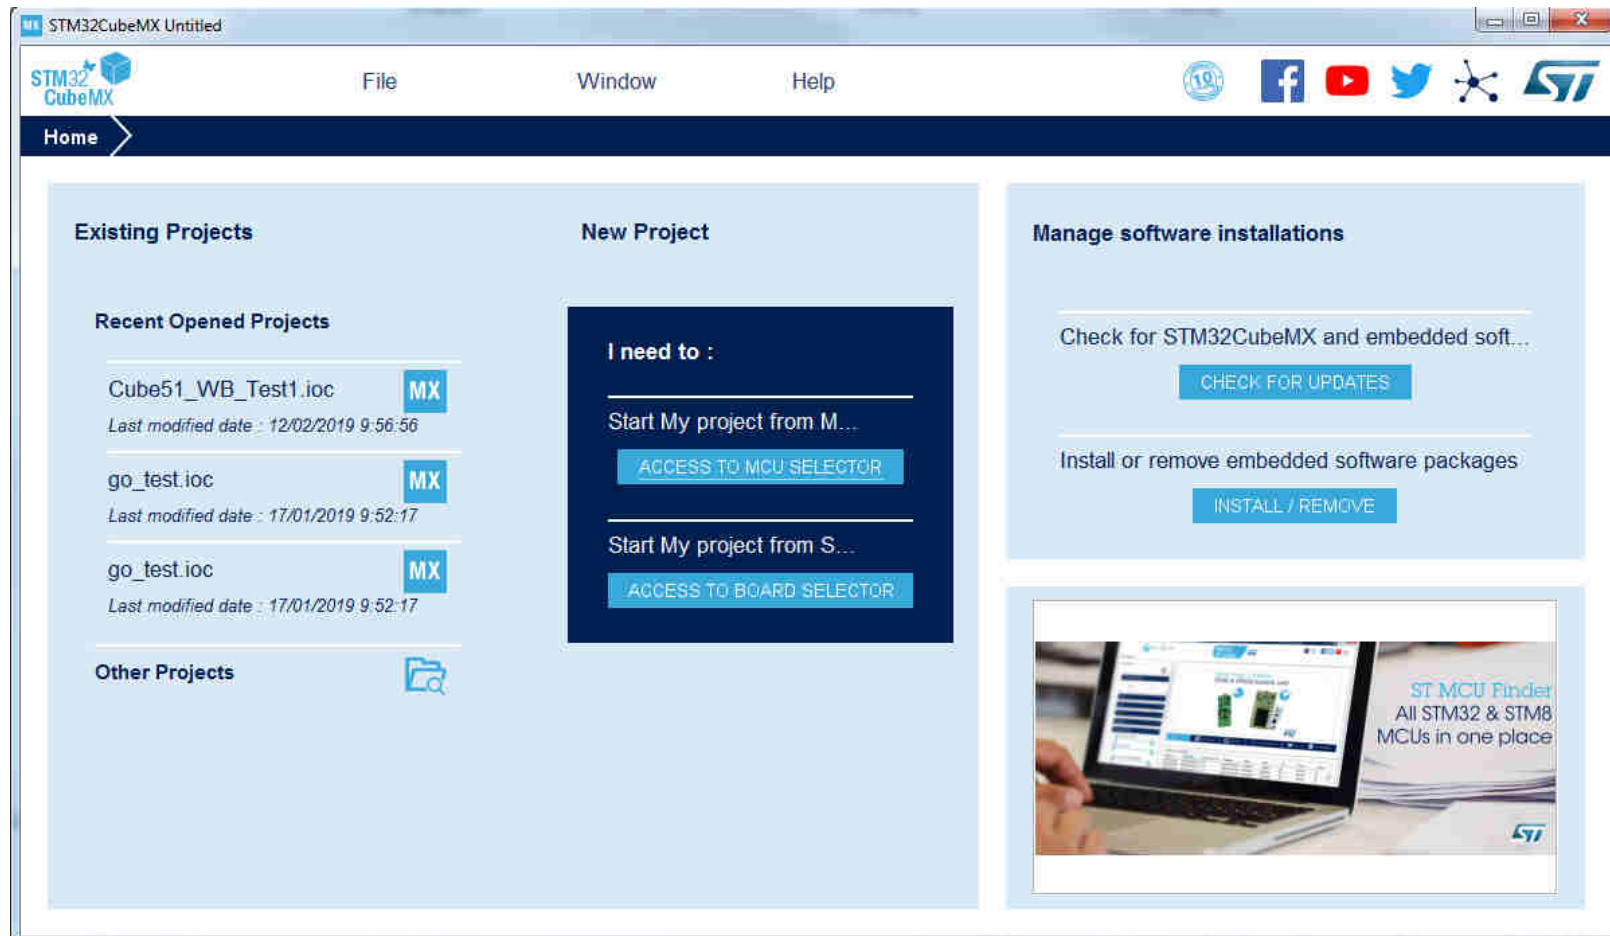 MX STM32CubeMX Untitled
STM32
CubeMX
File
Window
Help
10
ST
Home
Existing Projects
Recent Opened Projects
Cube51_WB_Test1.ioc
MX
Last modified date : 12/02/2019 9:56:56
go_test.ioc
MX
Last modified date : 17/01/2019 9:52:17
go_test.ioc
MX
Last modified date : 17/01/2019 9:52:17
Other Projects
New Project
I need to :
Start My project from M...
ACCESS TO MCU SELECTOR
Start My project from S...
ACCESS TO BOARD SELECTOR
Manage software installations
Check for STM32CubeMX and embedded soft...
CHECK FOR UPDATES
Install or remove embedded software packages
INSTALL / REMOVE
ST MCU Finder
All STM32 & STM8
MCUs in one place
ST